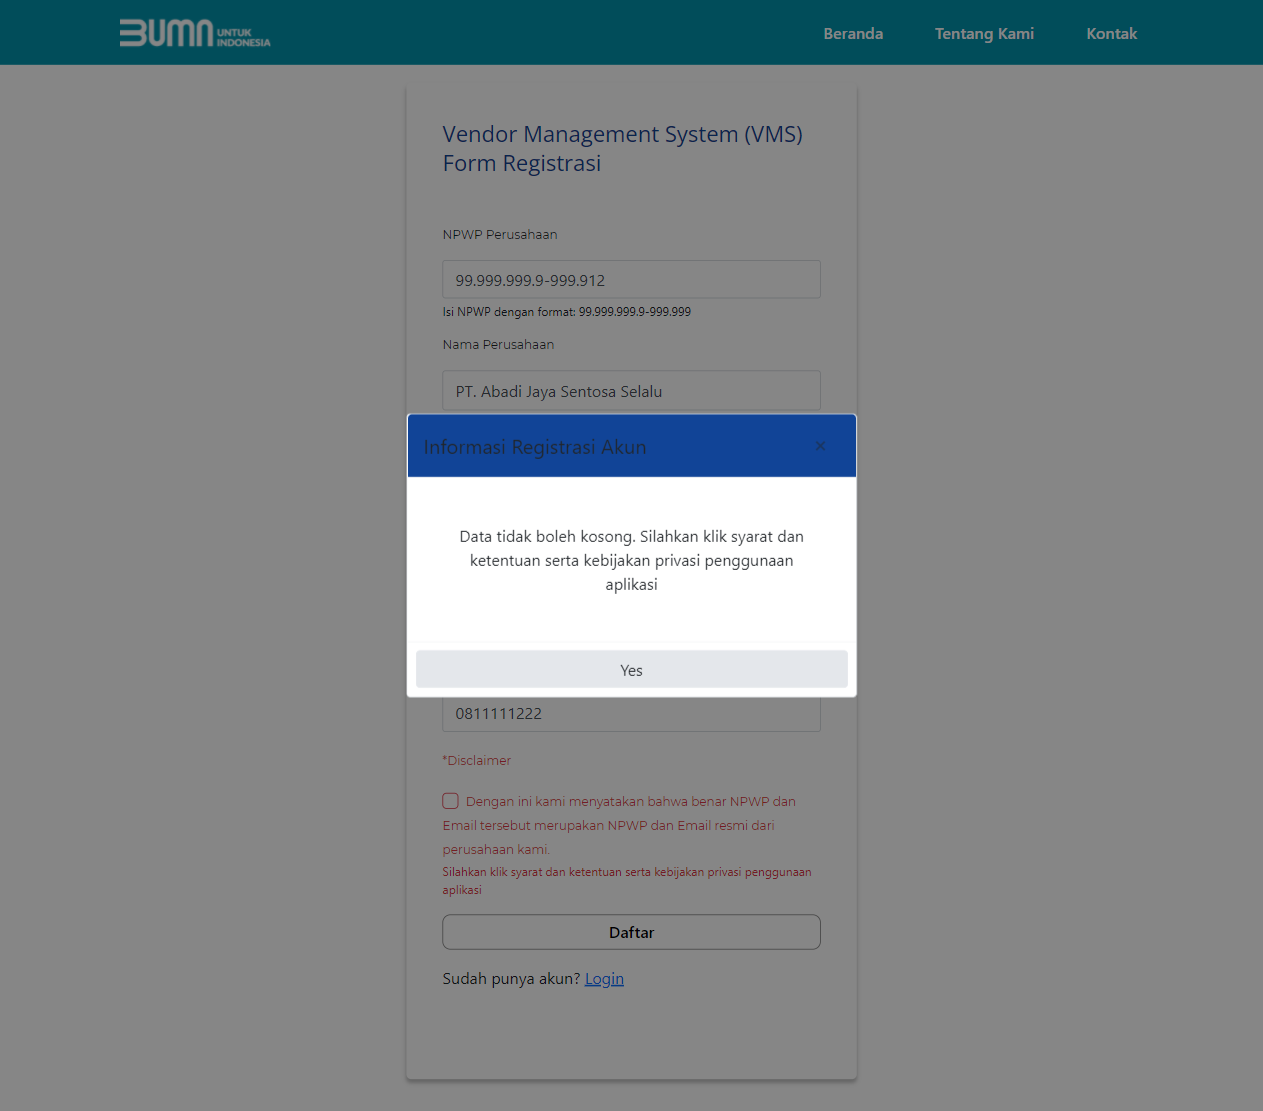 BUMN UNTUK INDONESIA
Beranda
Tentang Kami
Kontak
Vendor Management System (VMS)
Form Registrasi
NPWP Perusahaan
99.999.999.9-999.912
Isi NPWP dengan format: 99.999.999.9-999.999
Nama Perusahaan
PT. Abadi Jaya Sentosa Selalu
Informasi Registrasi Akun
×
Data tidak boleh kosong. Silahkan klik syarat dan
ketentuan serta kebijakan privasi penggunaan
aplikasi
Yes
0811111222
*Disclaimer
Dengan ini kami menyatakan bahwa benar NPWP dan
Email tersebut merupakan NPWP dan Email resmi dari
perusahaan kami.
Silahkan klik syarat dan ketentuan serta kebijakan privasi penggunaan
aplikasi
Daftar
Sudah punya akun? Login